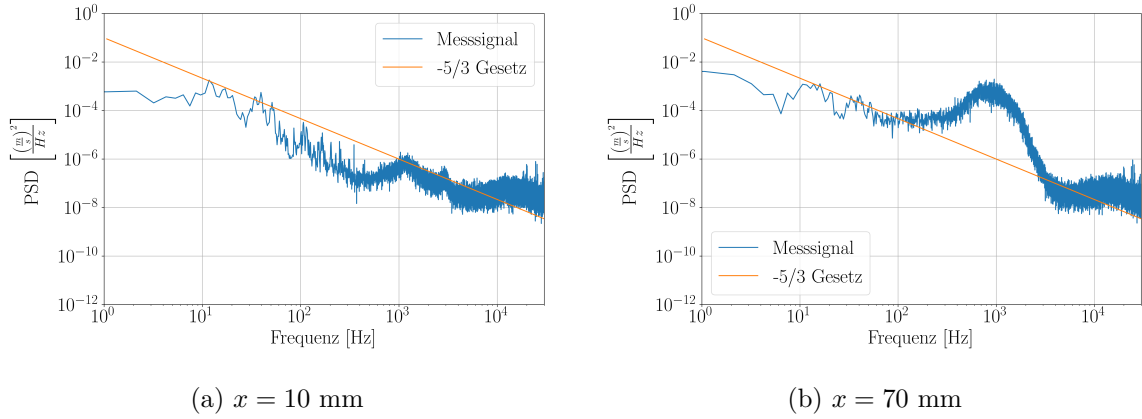 10^0
10^-2
10^-4
10^-6
10^-8
10^-10
10^-12
PSD [(m/s)^2/Hz]
Messsignal
-5/3 Gesetz
10^0 10^1 10^2 10^3 10^4
Frequenz [Hz]
(a) x = 10 mm
10^0
10^-2
10^-4
10^-6
10^-8
10^-10
10^-12
PSD [(m/s)^2/Hz]
Messsignal
-5/3 Gesetz
10^0 10^1 10^2 10^3 10^4
Frequenz [Hz]
(b) x = 70 mm